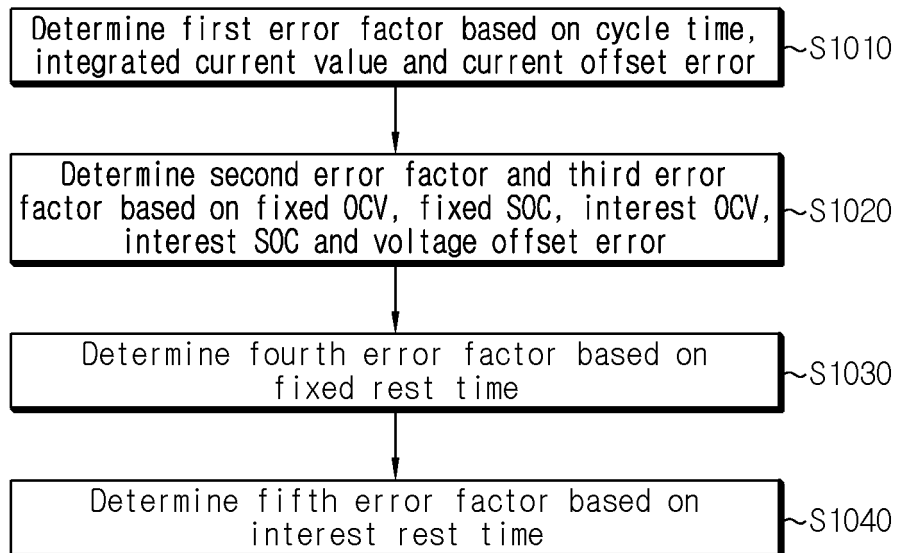 Determine first error factor based on cycle time,
integrated current value and current offset error
~S1010
Determine second error factor and third error
factor based on fixed OCV, fixed SOC, interest OCV,
interest SOC and voltage offset error
~S1020
Determine fourth error factor based on
fixed rest time
~S1030
Determine fifth error factor based on
interest rest time
~S1040